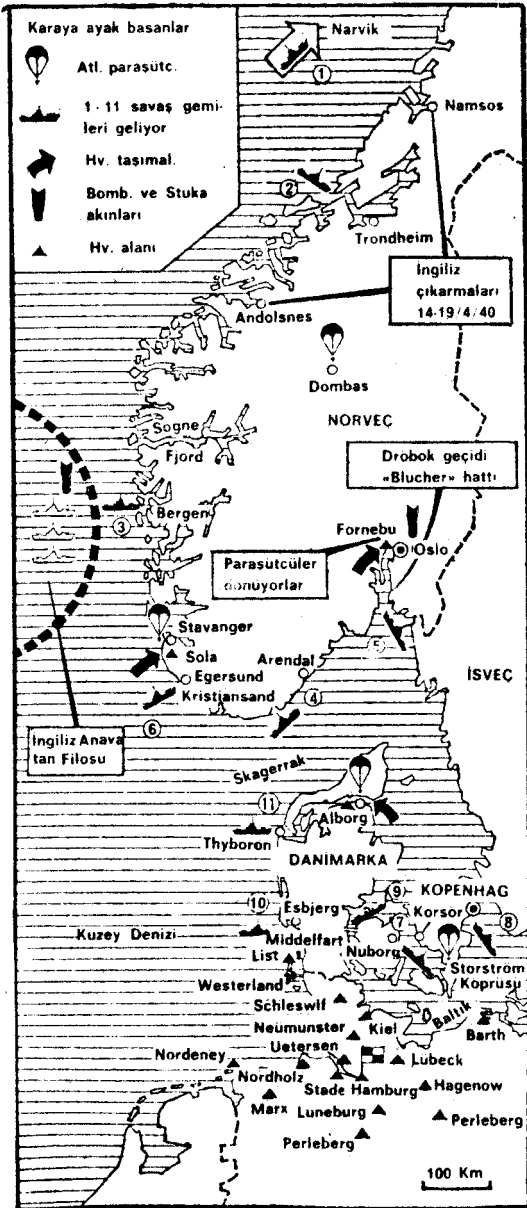 Karaya ayak basanlar
Atl. paraşütç.
1-11 savaş gemi-
leri geliyor
Hv. taşımal.
Bomb. ve Stuka
akınları
Hv. alanı
Narvik
1
Namsos
2
Trondheim
İngiliz
çıkarmaları
14-19/4/40
Andolsnes
Dombas
NORVEÇ
Sogne
Fjord
Drobok geçidi
«Blucher» hattı
3
Bergen
Fornebu
Oslo
Paraşütcüler
dönüyorlar
Stavanger
Sola
Egersund
Kristiansand
Arendal
4
5
6
İSVEÇ
İngiliz Anava
tan Filosu
Skagerrak
11
Alborg
Thyboron
DANİMARKA
9
KOPENHAG
10
Esbjerg
7
Korsor
8
Kuzey Denizi
Middelfart
Nuborg
List
Storström
Köprüsü
Westerland
Schleswif
Baltık
Neümunster
Kiel
Barth
Nordeney
Uetersen
Lübeck
Nordholz
Stade
Hamburg
Hagenow
Marx
Luneburg
Perleberg
Perleberg
100 Km